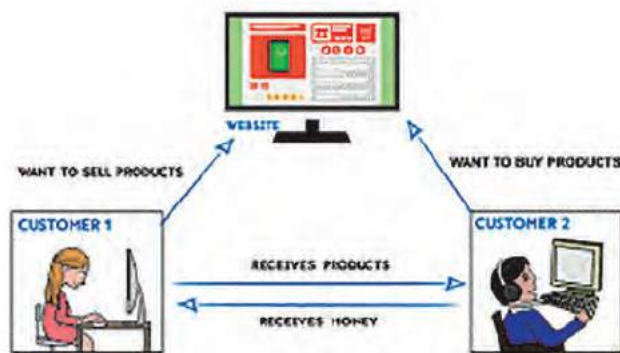 WEBSITE
WANT TO SELL PRODUCTS
WANT TO BUY PRODUCTS
CUSTOMER 1
CUSTOMER 2
RECEIVES PRODUCTS
RECEIVES MONEY